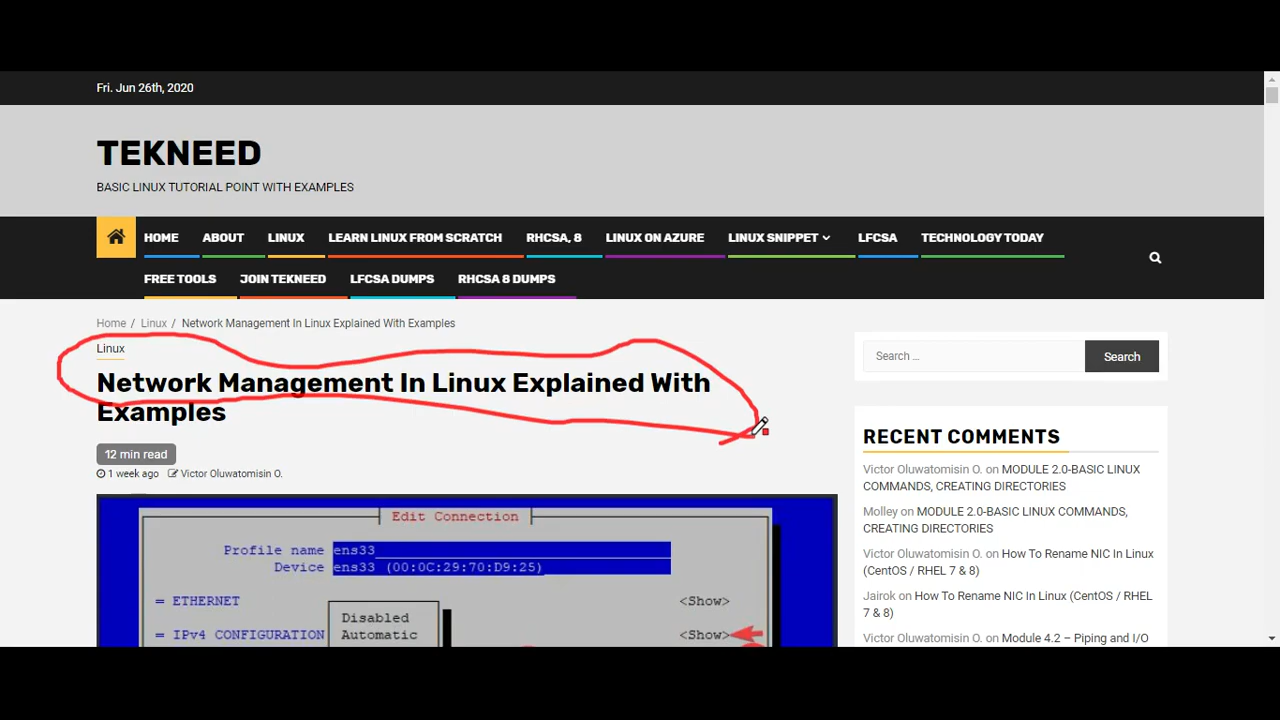 Fri. Jun 26th, 2020
TEKNEED
BASIC LINUX TUTORIAL POINT WITH EXAMPLES
HOME ABOUT LINUX LEARN LINUX FROM SCRATCH RHCSA, 8 LINUX ON AZURE LINUX SNIPPET LFCSA TECHNOLOGY TODAY
FREE TOOLS JOIN TEKNEED LFCSA DUMPS RHCSA 8 DUMPS
Home / Linux / Network Management In Linux Explained With Examples
Linux
Network Management In Linux Explained With
Examples
12 min read
1 week ago Victor Oluwatomisin O.
Edit Connection
Profile name ens33
Device ens33 (00:0C:29:70:D9:25)
= ETHERNET <Show>
Disabled
= IPv4 CONFIGURATION Automatic <Show>
Search ...
Search
RECENT COMMENTS
Victor Oluwatomisin O. on MODULE 2.0-BASIC LINUX
COMMANDS, CREATING DIRECTORIES
Molley on MODULE 2.0-BASIC LINUX COMMANDS,
CREATING DIRECTORIES
Victor Oluwatomisin O. on How To Rename NIC In Linux
(CentOS / RHEL 7 & 8)
Jairok on How To Rename NIC In Linux (CentOS / RHEL
7 & 8)
Victor Oluwatomisin O. on Module 4.2 – Piping and I/O